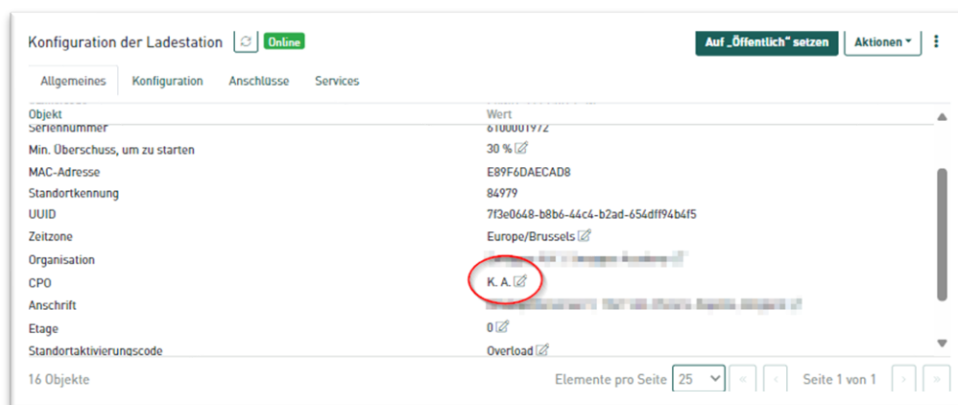 Konfiguration der Ladestation Online Auf „Öffentlich" setzen Aktionen
Allgemeines Konfiguration Anschlüsse Services
Objekt Wert
Seriennummer 6100001972
Min. Überschuss, um zu starten 30 %
MAC-Adresse E89F6DAECAD8
Standortkennung 84979
UUID 7f3e0648-b8b6-44c4-b2ad-654dff94b4f5
Zeitzone Europe/Brussels
Organisation
CPO K. A.
Anschrift
Etage 0
Standortaktivierungscode Overload
16 Objekte Elemente pro Seite 25 « < Seite 1 von 1 > »